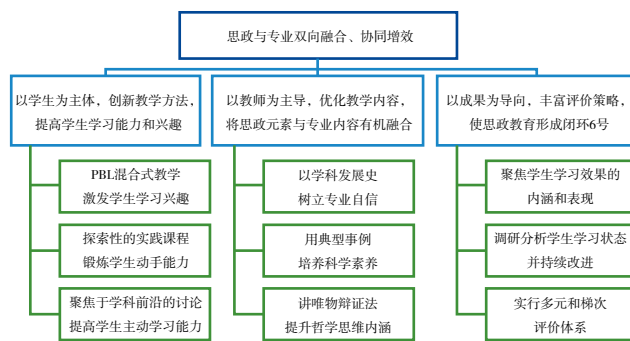 思政与专业双向融合、协同增效
以学生为主体，创新教学方法，
提高学生学习能力和兴趣
以教师为主导，优化教学内容，
将思政元素与专业内容有机融合
以成果为导向，丰富评价策略，
使思政教育形成闭环6号
PBL混合式教学
激发学生学习兴趣
探索性的实践课程
锻炼学生动手能力
聚焦于学科前沿的讨论
提高学生主动学习能力
以学科发展史
树立专业自信
用典型事例
培养科学素养
讲唯物辩证法
提升哲学思维内涵
聚焦学生学习效果的
内涵和表现
调研分析学生学习状态
并持续改进
实行多元和梯次
评价体系